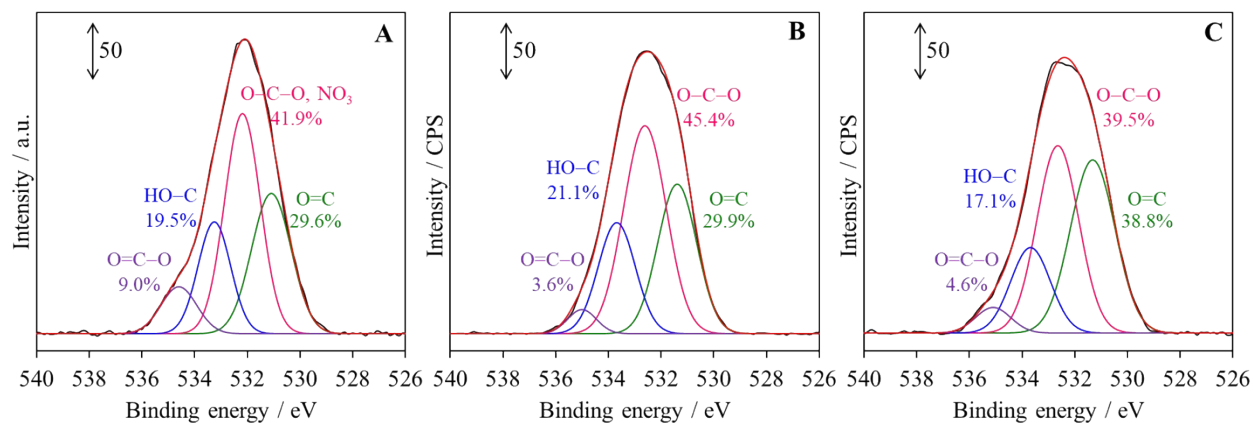 50
A
O–C–O, NO3
41.9%
HO–C
19.5%
O=C
29.6%
O=C–O
9.0%
Intensity / a.u.
540 538 536 534 532 530 528 526
Binding energy / eV
50
B
O–C–O
45.4%
HO–C
21.1%
O=C
29.9%
O=C–O
3.6%
Intensity / CPS
540 538 536 534 532 530 528 526
Binding energy / eV
50
C
O–C–O
39.5%
HO–C
17.1%
O=C
38.8%
O=C–O
4.6%
Intensity / CPS
540 538 536 534 532 530 528 526
Binding energy / eV